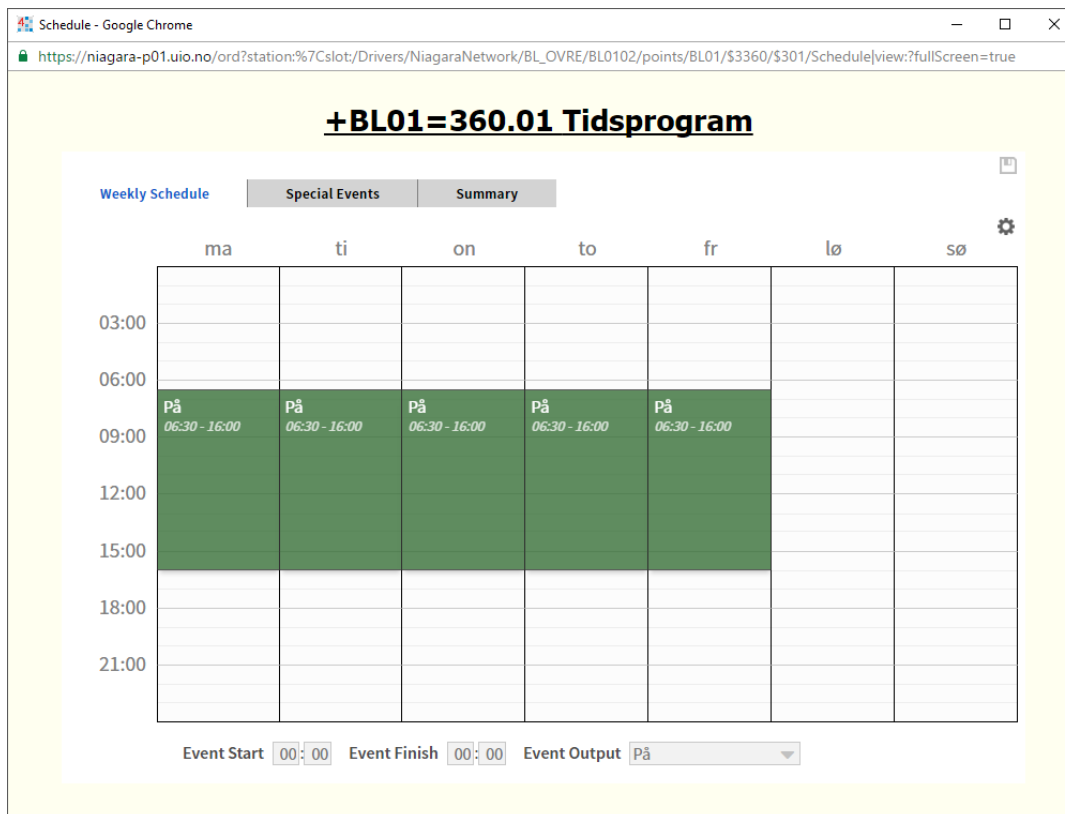 Schedule - Google Chrome
https://niagara-p01.uio.no/ord?station:%7Cslot:/Drivers/NiagaraNetwork/BL_OVRE/BL0102/points/BL01/$3360/$301/Schedule|view:?fullScreen=true
+BL01=360.01 Tidsprogram
Weekly Schedule Special Events Summary
ma ti on to fr lø sø
03:00
06:00
På På På På På
06:30 - 16:00 06:30 - 16:00 06:30 - 16:00 06:30 - 16:00 06:30 - 16:00
09:00
12:00
15:00
18:00
21:00
Event Start 00 : 00 Event Finish 00 : 00 Event Output På